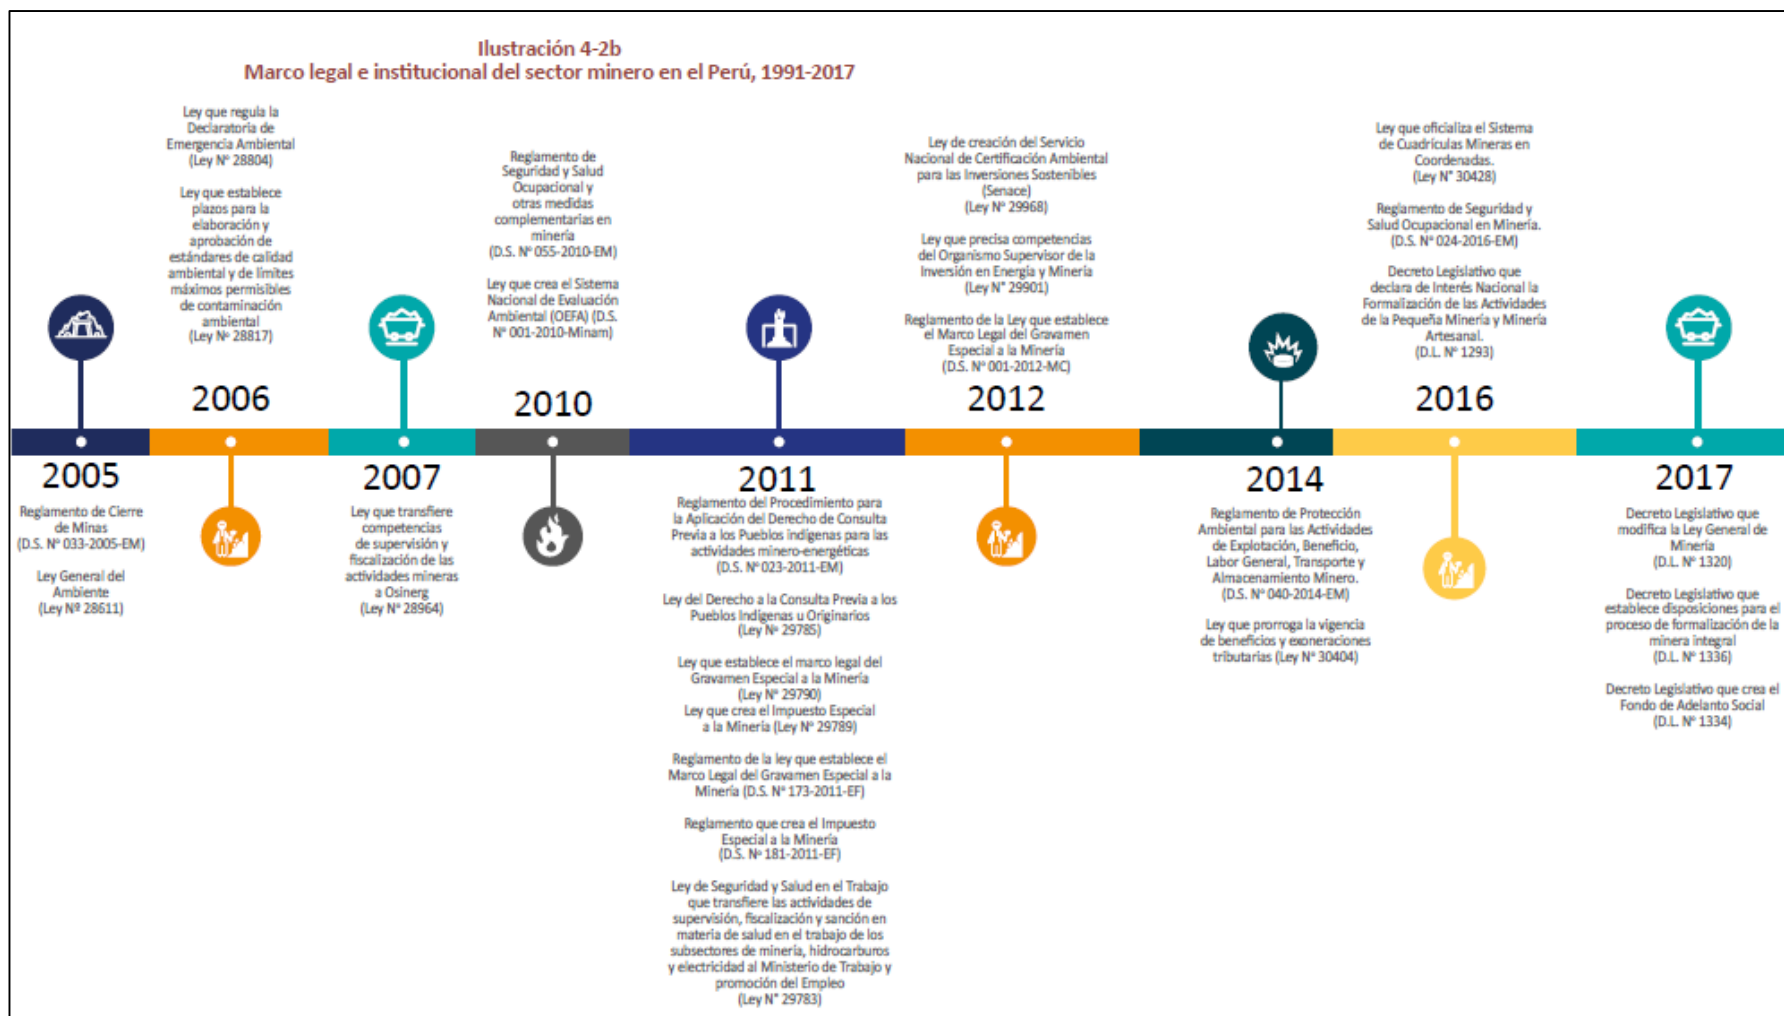 Ilustración 4-2b
Marco legal e institucional del sector minero en el Perú, 1991-2017
2005
Reglamento de Cierre
de Minas
(D.S. N° 033-2005-EM)
Ley General del
Ambiente
(Ley Nº 28611)
Ley que regula la
Declaratoria de
Emergencia Ambiental
(Ley N° 28804)
Ley que establece
plazos para la
elaboración y
aprobación de
estándares de calidad
ambiental y de límites
máximos permisibles
de contaminación
ambiental
(Ley Nº 28817)
2006
2007
Ley que transfiere
competencias
de supervisión y
fiscalización de las
actividades mineras
a Osinerg
(Ley N° 28964)
Reglamento de
Seguridad y Salud
Ocupacional y
otras medidas
complementarias en
minería
(D.S. N° 055-2010-EM)
Ley que crea el Sistema
Nacional de Evaluación
Ambiental (OEFA) (D.S.
N° 001-2010-Minam)
2010
2011
Reglamento del Procedimiento para
la Aplicación del Derecho de Consulta
Previa a los Pueblos indígenas para las
actividades minero-energéticas
(D.S. N° 023-2011-EM)
Ley del Derecho a la Consulta Previa a los
Pueblos Indígenas u Originarios
(Ley Nº 29785)
Ley que establece el marco legal del
Gravamen Especial a la Minería
(Ley N° 29790)
Ley que crea el Impuesto Especial
a la Minería (Ley N° 29789)
Reglamento de la ley que establece el
Marco Legal del Gravamen Especial a la
Minería (D.S. N° 173-2011-EF)
Reglamento que crea el Impuesto
Especial a la Minería
(D.S. Nº 181-2011-EF)
Ley de Seguridad y Salud en el Trabajo
que transfiere las actividades de
supervisión, fiscalización y sanción en
materia de salud en el trabajo de los
subsectores de minería, hidrocarburos
y electricidad al Ministerio de Trabajo y
promoción del Empleo
(Ley N° 29783)
Ley de creación del Servicio
Nacional de Certificación Ambiental
para las Inversiones Sostenibles
(Senace)
(Ley N° 29968)
Ley que precisa competencias
del Organismo Supervisor de la
Inversión en Energía y Minería
(Ley N° 29901)
Reglamento de la Ley que establece
el Marco Legal del Gravamen
Especial a la Minería
(D.S. N° 001-2012-MC)
2012
2014
Reglamento de Protección
Ambiental para las Actividades
de Explotación, Beneficio,
Labor General, Transporte y
Almacenamiento Minero.
(D.S. N° 040-2014-EM)
Ley que prorroga la vigencia
de beneficios y exoneraciones
tributarias (Ley N° 30404)
Ley que oficializa el Sistema
de Cuadrículas Mineras en
Coordenadas.
(Ley N° 30428)
Reglamento de Seguridad y
Salud Ocupacional en Minería.
(D.S. N° 024-2016-EM)
Decreto Legislativo que
declara de Interés Nacional la
Formalización de las Actividades
de la Pequeña Minería y Minería
Artesanal.
(D.L. N° 1293)
2016
2017
Decreto Legislativo que
modifica la Ley General de
Minería
(D.L. N° 1320)
Decreto Legislativo que
establece disposiciones para el
proceso de formalización de la
minera integral
(D.L. N° 1336)
Decreto Legislativo que crea el
Fondo de Adelanto Social
(D.L. N° 1334)